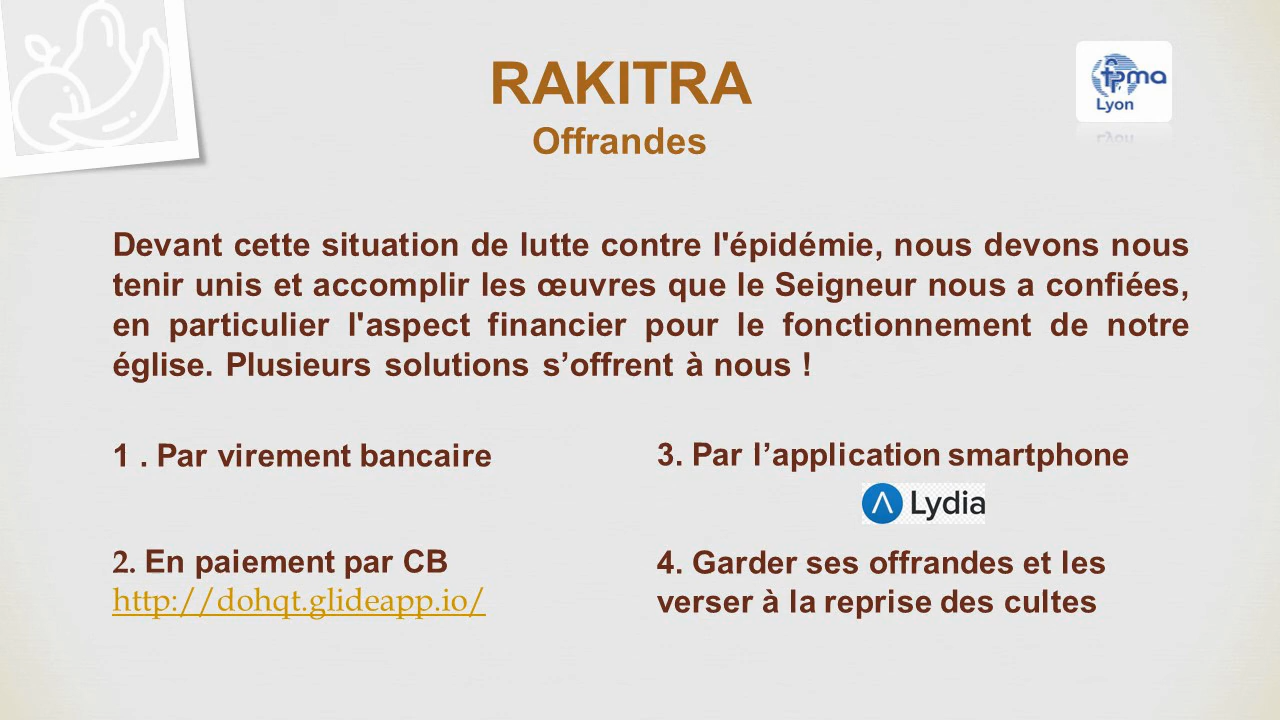 RAKITRA
Offrandes
fpma
Lyon
Devant cette situation de lutte contre l'épidémie, nous devons nous
tenir unis et accomplir les œuvres que le Seigneur nous a confiées,
en particulier l'aspect financier pour le fonctionnement de notre
église. Plusieurs solutions s’offrent à nous !
1 . Par virement bancaire
2. En paiement par CB
http://dohqt.glideapp.io/
3. Par l’application smartphone
Lydia
4. Garder ses offrandes et les
verser à la reprise des cultes